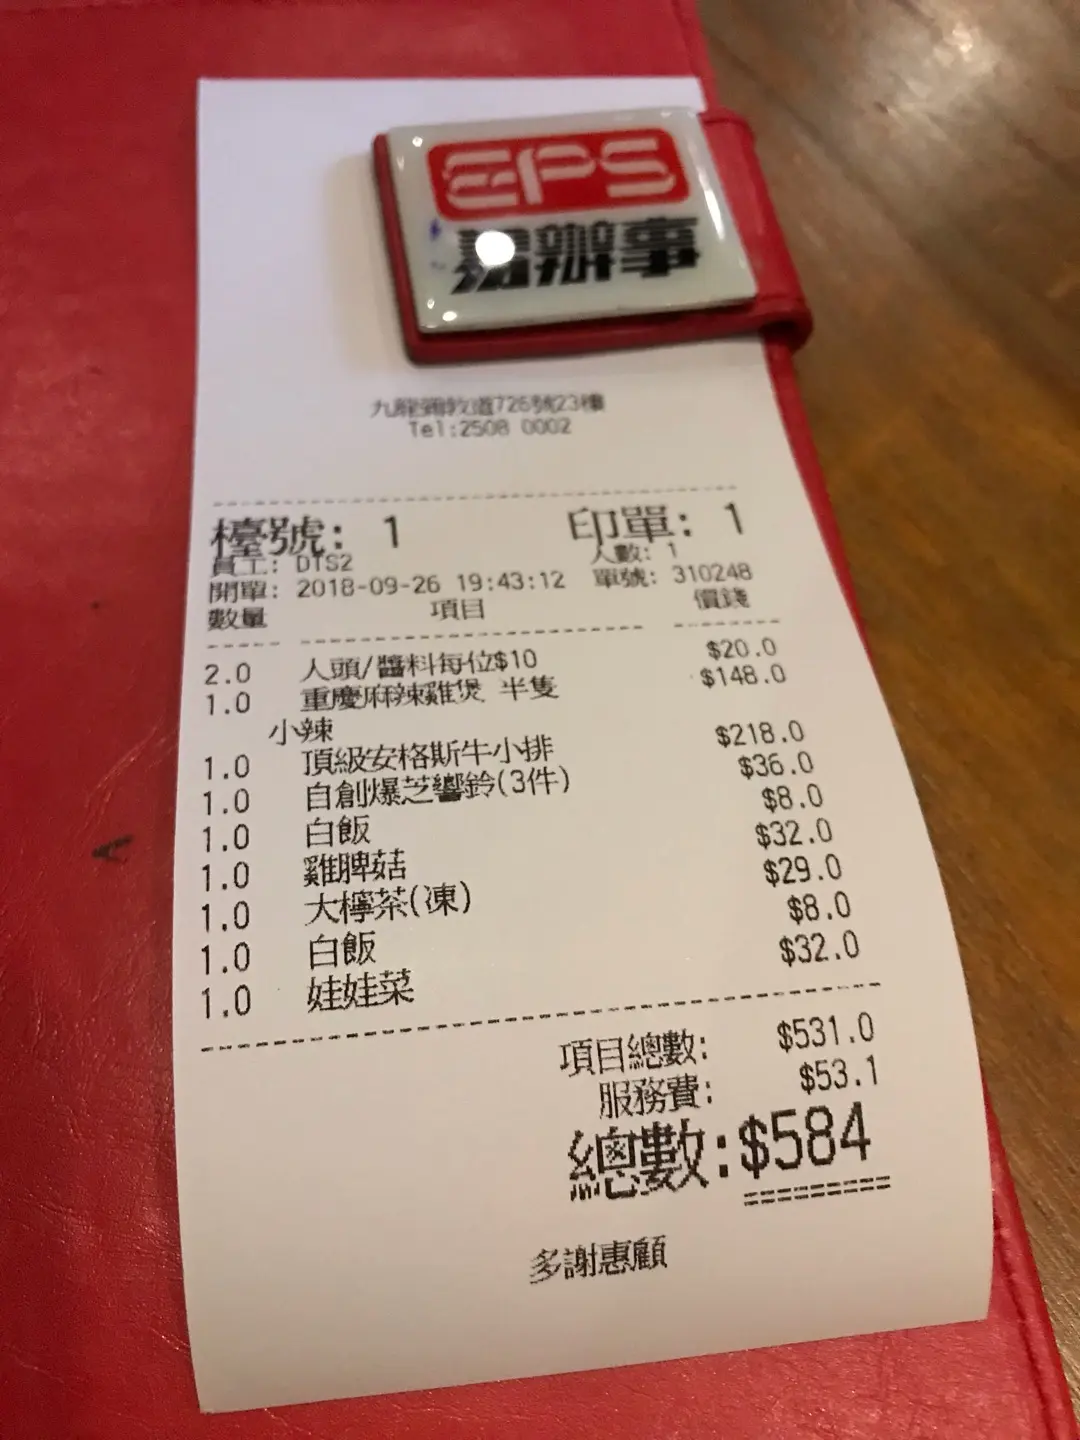 EPS
易辦事
九龍彌敦道726號23樓
Tel:2508 0002
檯號: 1 印單: 1
員工: DTS2 人數: 1
開單: 2018-09-26 19:43:12 單號: 310248
數量 項目 價錢
2.0 人頭/醬料每位$10 $20.0
1.0 重慶麻辣雞煲 半隻 $148.0
小辣
1.0 頂級安格斯牛小排 $218.0
1.0 自創爆芝響鈴(3件) $36.0
1.0 白飯 $8.0
1.0 雞脾菇 $32.0
1.0 大檸茶(凍) $29.0
1.0 白飯 $8.0
1.0 娃娃菜 $32.0
項目總數: $531.0
服務費: $53.1
總數:$584
多謝惠顧